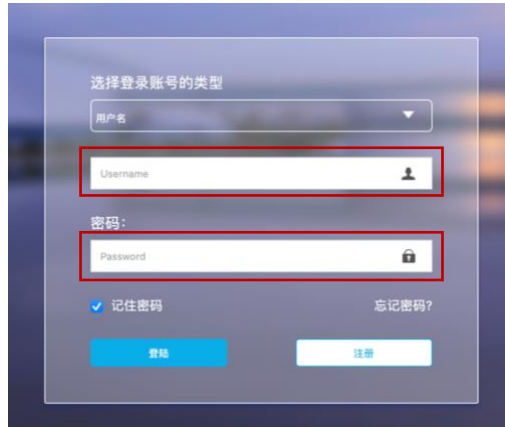 选择登录账号的类型
用户名
Username
密码:
Password
记住密码 忘记密码?
登陆 注册